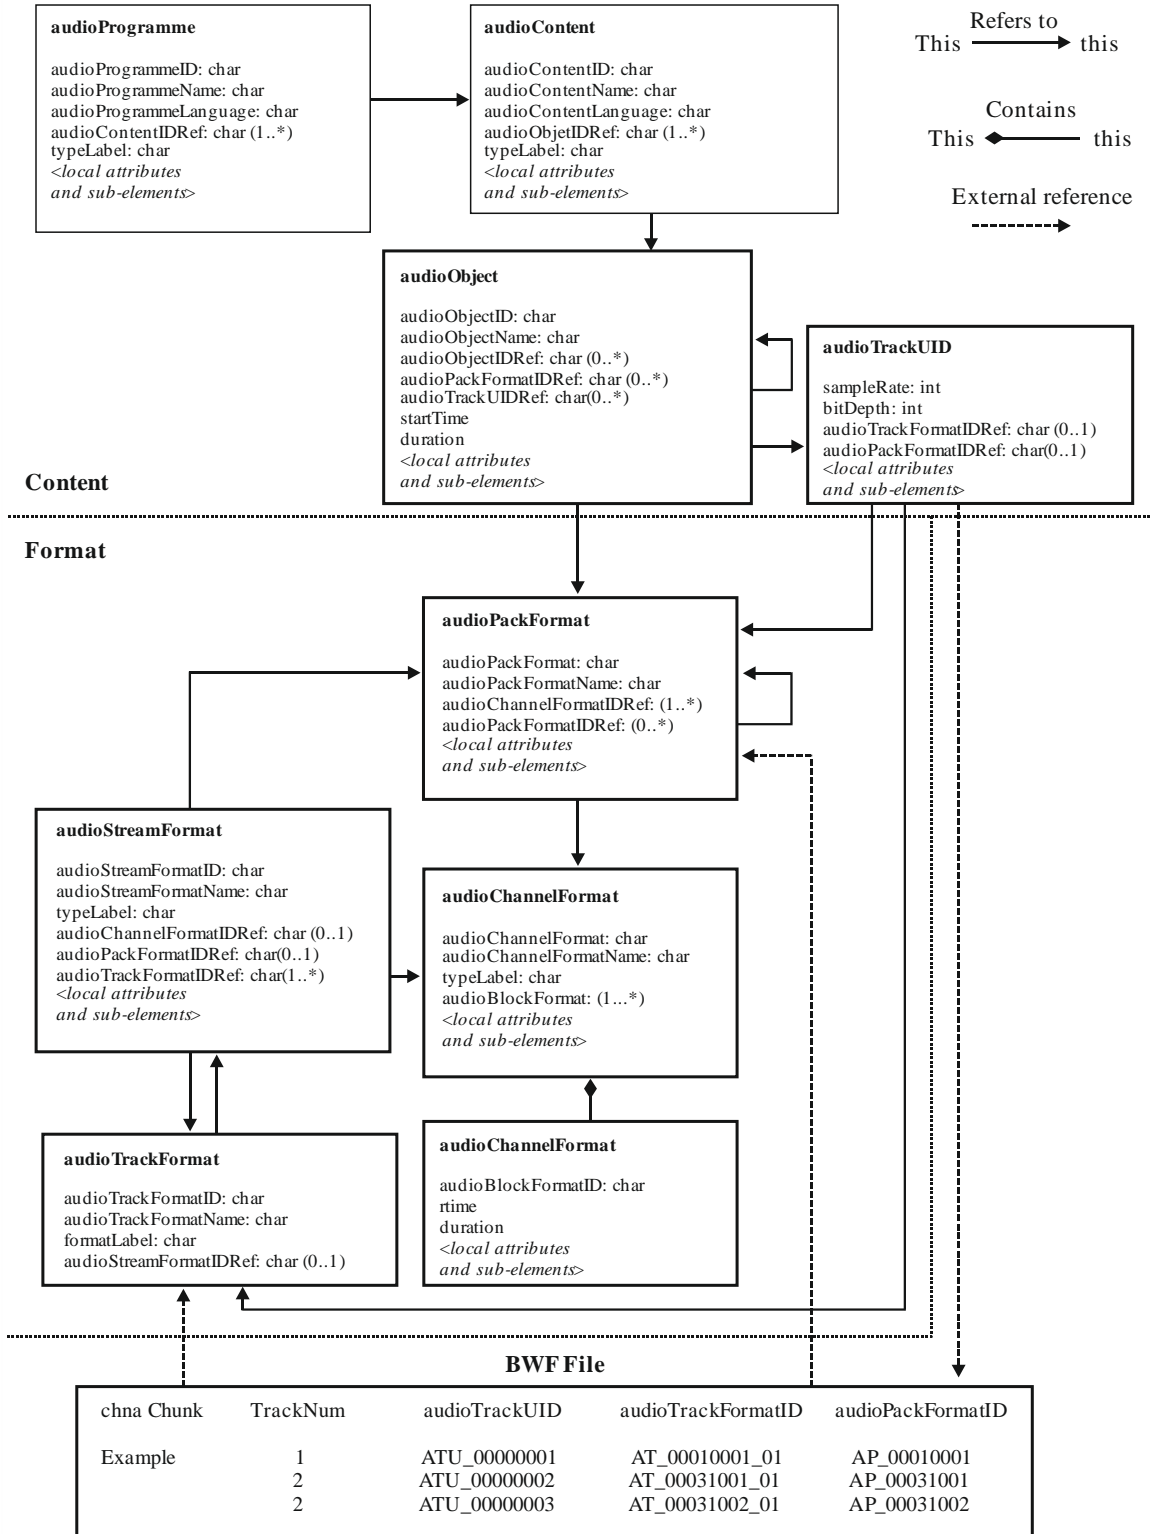 audioProgramme
audioProgrammeID: char
audioProgrammeName: char
audioProgrammeLanguage: char
audioContentIDRef: char (1..*)
typeLabel: char
<local attributes
and sub-elements>
audioContent
audioContentID: char
audioContentName: char
audioContentLanguage: char
audioObjetIDRef: char (1..*)
typeLabel: char
<local attributes
and sub-elements>
Refers to
This this
Contains
This this
External reference
audioObject
audioObjectID: char
audioObjectName: char
audioObjectIDRef: char (0..*)
audioPackFormatIDRef: char (0..*)
audioTrackUIDRef: char(0..*)
startTime
duration
<local attributes
and sub-elements>
audioTrackUID
sampleRate: int
bitDepth: int
audioTrackFormatIDRef: char (0..1)
audioPackFormatIDRef: char(0..1)
<local attributes
and sub-elements>
Content
Format
audioPackFormat
audioPackFormat: char
audioPackFormatName: char
audioChannelFormatIDRef: (1..*)
audioPackFormatIDRef: (0..*)
<local attributes
and sub-elements>
audioStreamFormat
audioStreamFormatID: char
audioStreamFormatName: char
typeLabel: char
audioChannelFormatIDRef: char (0..1)
audioPackFormatIDRef: char(0..1)
audioTrackFormatIDRef: char(1..*)
<local attributes
and sub-elements>
audioChannelFormat
audioChannelFormat: char
audioChannelFormatName: char
typeLabel: char
audioBlockFormat: (1...*)
<local attributes
and sub-elements>
audioTrackFormat
audioTrackFormatID: char
audioTrackFormatName: char
formatLabel: char
audioStreamFormatIDRef: char (0..1)
audioChannelFormat
audioBlockFormatID: char
rtime
duration
<local attributes
and sub-elements>
BWF File
chna Chunk TrackNum audioTrackUID audioTrackFormatID audioPackFormatID
Example 1 ATU_00000001 AT_00010001_01 AP_00010001
2 ATU_00000002 AT_00031001_01 AP_00031001
2 ATU_00000003 AT_00031002_01 AP_00031002